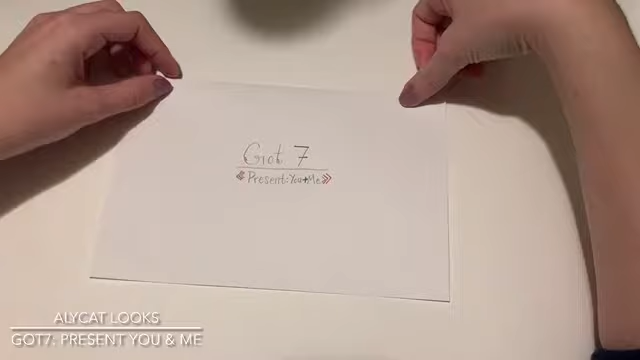 Got 7
《Present:You+Me》
ALYCAT LOOKS
GOT7: PRESENT YOU & ME